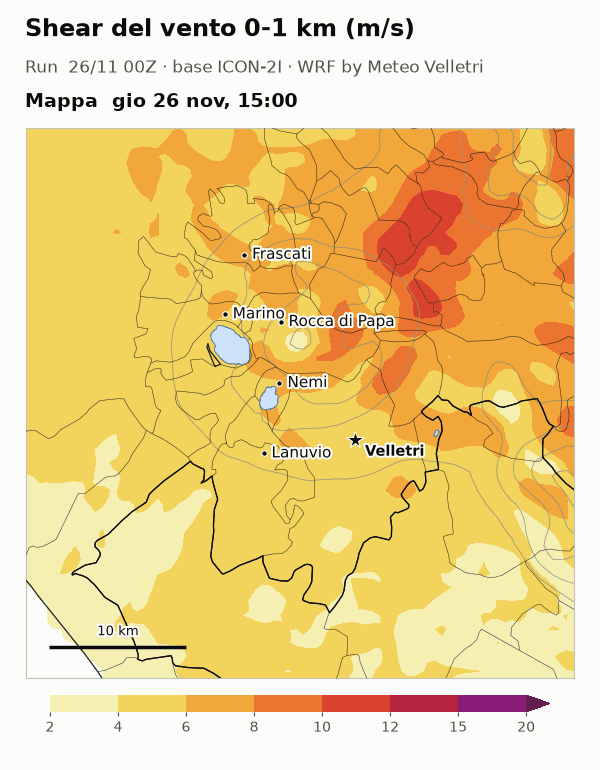 Shear del vento 0-1 km (m/s)
Run  26/11 00Z · base ICON-2I · WRF by Meteo Velletri
Mappa  gio 26 nov, 15:00
Frascati
Marino
Rocca di Papa
Nemi
Velletri
Lanuvio
10 km
2 4 6 8 10 12 15 20